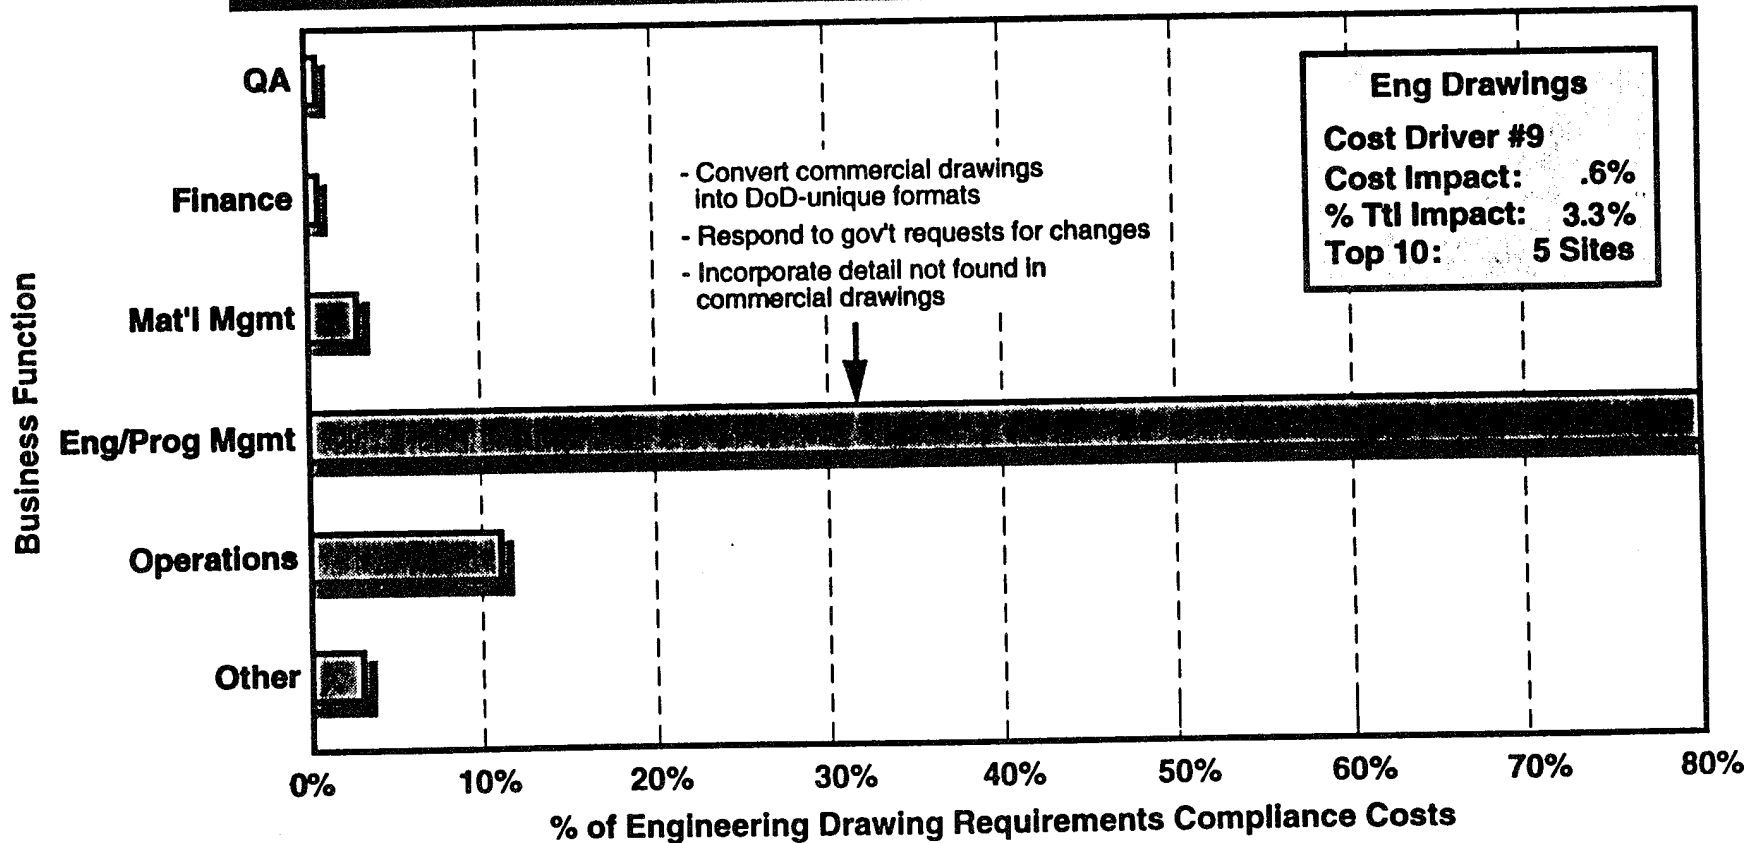 QA
Finance
Mat'l Mgmt
Eng/Prog Mgmt
Operations
Other
Business Function
- Convert commercial drawings
into DoD-unique formats
- Respond to gov't requests for changes
- Incorporate detail not found in
commercial drawings
Eng Drawings
Cost Driver #9
Cost Impact: .6%
% Ttl Impact: 3.3%
Top 10: 5 Sites
0% 10% 20% 30% 40% 50% 60% 70% 80%
% of Engineering Drawing Requirements Compliance Costs